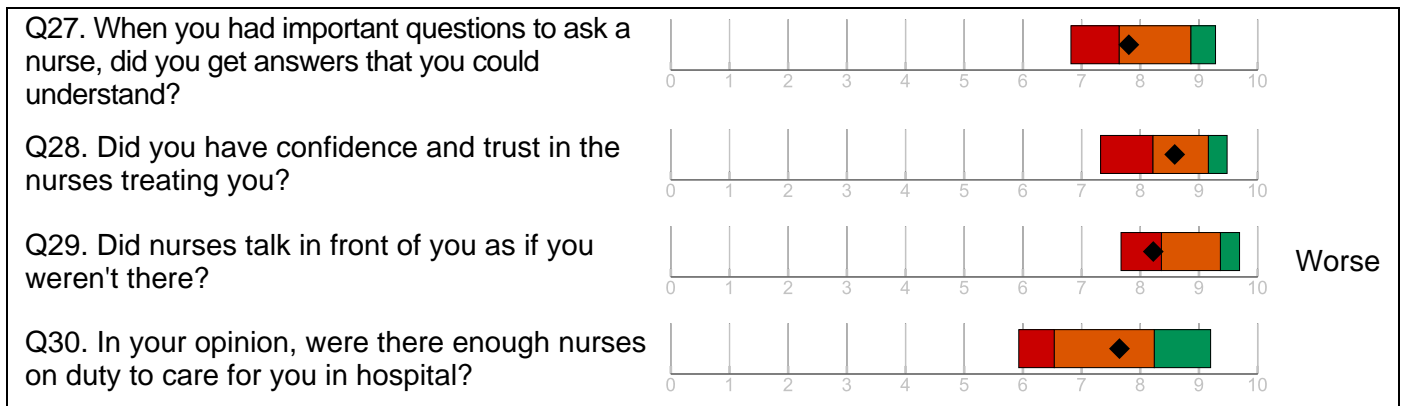 Q27. When you had important questions to ask a
nurse, did you get answers that you could
understand?
0 1 2 3 4 5 6 7 8 9 10
Q28. Did you have confidence and trust in the
nurses treating you?
0 1 2 3 4 5 6 7 8 9 10
Q29. Did nurses talk in front of you as if you
weren't there?
Worse
0 1 2 3 4 5 6 7 8 9 10
Q30. In your opinion, were there enough nurses
on duty to care for you in hospital?
0 1 2 3 4 5 6 7 8 9 10